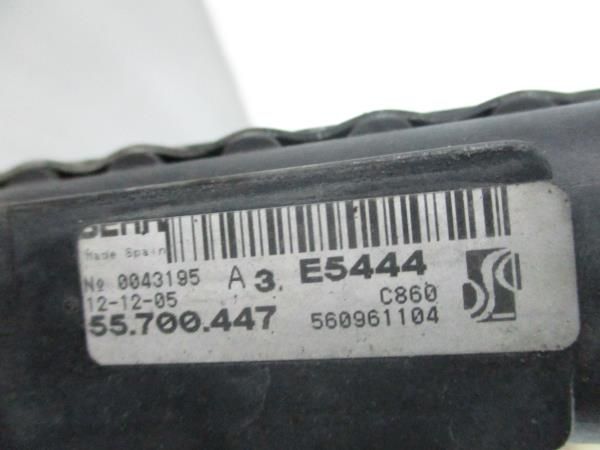 Made Spain
№ 0043195 A 3. E5444
12-12-05 C860
55.700.447 560961104